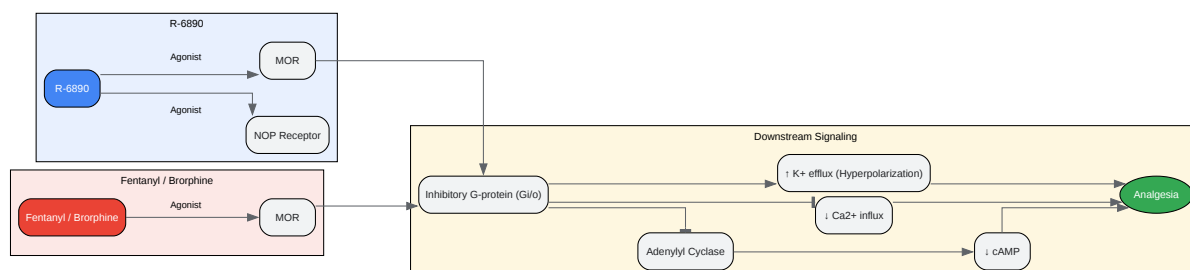 R-6890
Agonist
MOR
R-6890
Agonist
NOP Receptor
Fentanyl / Brorphine
Agonist
Fentanyl / Brorphine
MOR
Downstream Signaling
↑ K+ efflux (Hyperpolarization)
Inhibitory G-protein (Gi/o)
Analgesia
↓ Ca2+ influx
Adenylyl Cyclase
↓ cAMP